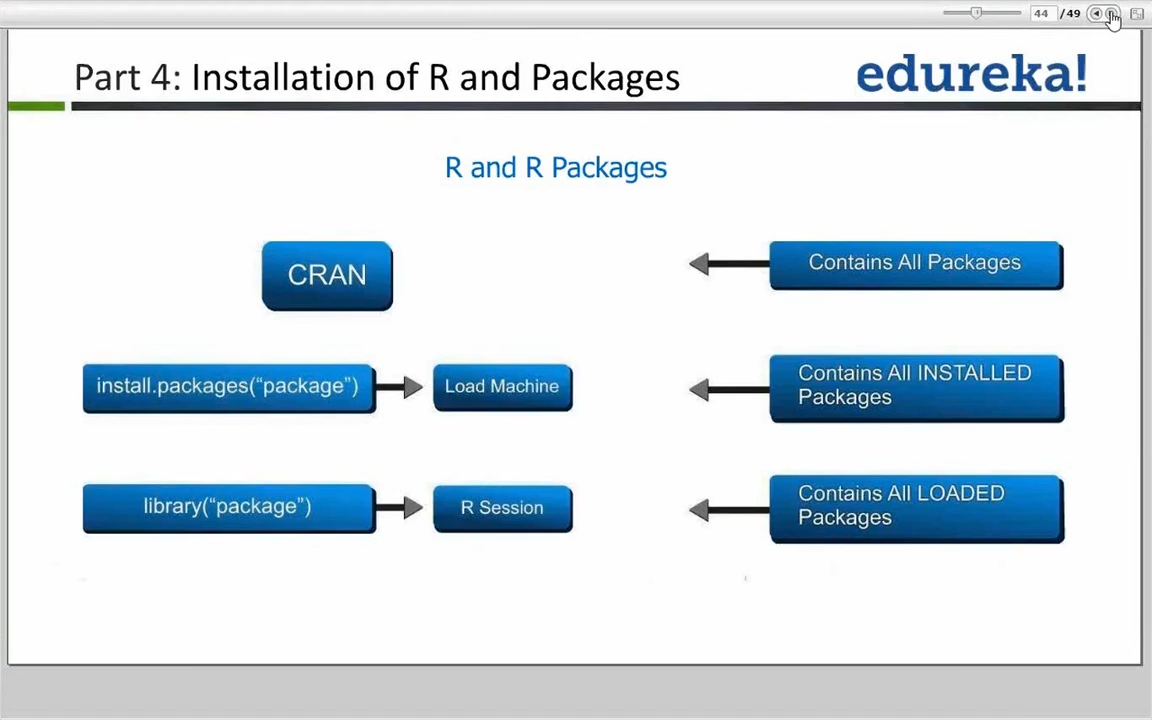 44 /49
Part 4: Installation of R and Packages
edureka!
R and R Packages
CRAN
Contains All Packages
install.packages(“package”)
Load Machine
Contains All INSTALLED
Packages
library(“package”)
R Session
Contains All LOADED
Packages